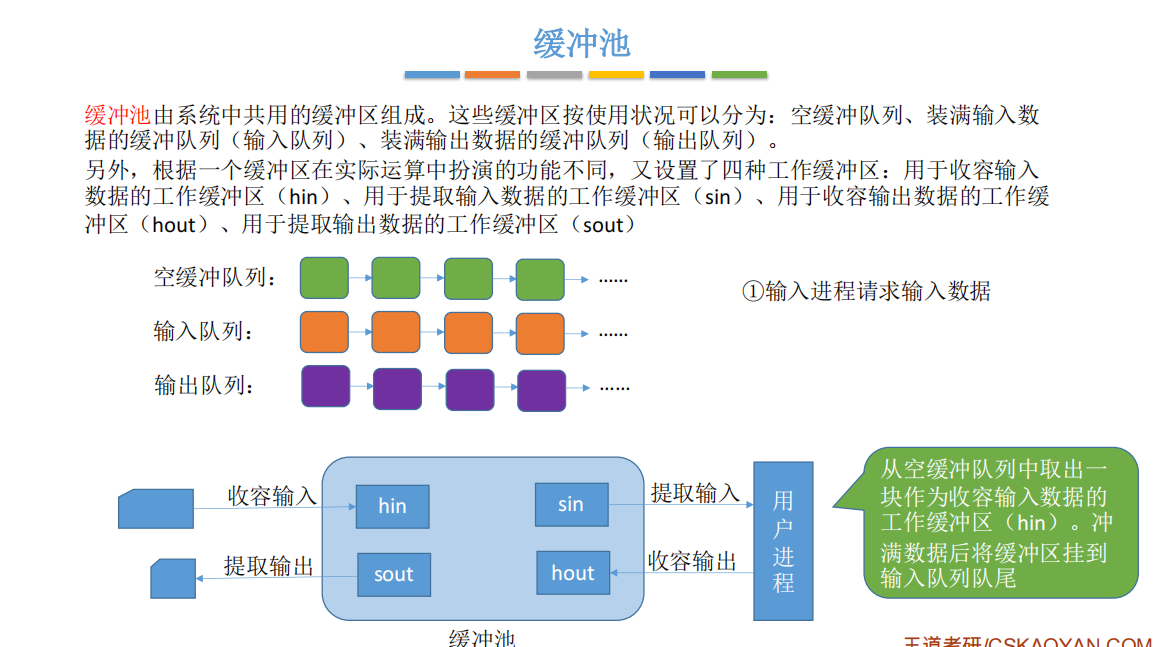 缓冲池
缓冲池由系统中共用的缓冲区组成。这些缓冲区按使用状况可以分为：空缓冲队列、装满输入数
据的缓冲队列（输入队列）、装满输出数据的缓冲队列（输出队列）。
另外，根据一个缓冲区在实际运算中扮演的功能不同，又设置了四种工作缓冲区：用于收容输入
数据的工作缓冲区（hin）、用于提取输入数据的工作缓冲区（sin）、用于收容输出数据的工作缓
冲区（hout）、用于提取输出数据的工作缓冲区（sout）
空缓冲队列：
……
①输入进程请求输入数据
输入队列：
……
输出队列：
……
收容输入
hin
sin
提取输入
提取输出
sout
hout
收容输出
用
户
进
程
从空缓冲队列中取出一
块作为收容输入数据的
工作缓冲区（hin）。冲
满数据后将缓冲区挂到
输入队列队尾
缓冲池
王道考研/CSKAOYAN.COM